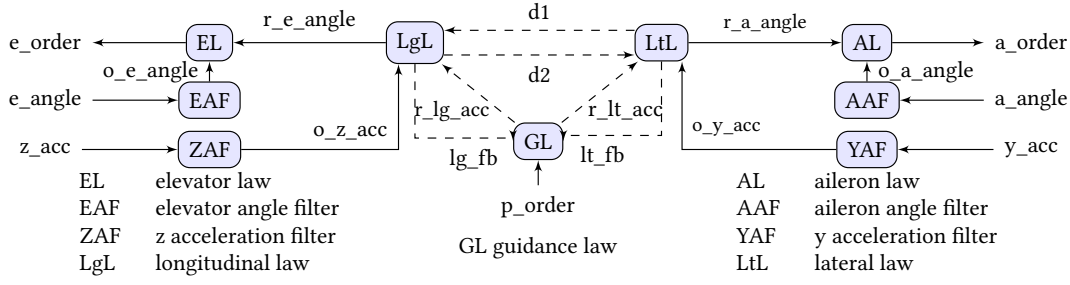 d1
r_e_angle
r_a_angle
e_order
EL
LgL
LtL
AL
a_order
d2
o_e_angle
o_a_angle
e_angle
EAF
r_lg_acc
r_lt_acc
AAF
a_angle
o_z_acc
o_y_acc
z_acc
ZAF
GL
YAF
y_acc
lg_fb
lt_fb
EL elevator law
EAF elevator angle filter
ZAF z acceleration filter
LgL longitudinal law
p_order
GL guidance law
AL aileron law
AAF aileron angle filter
YAF y acceleration filter
LtL lateral law